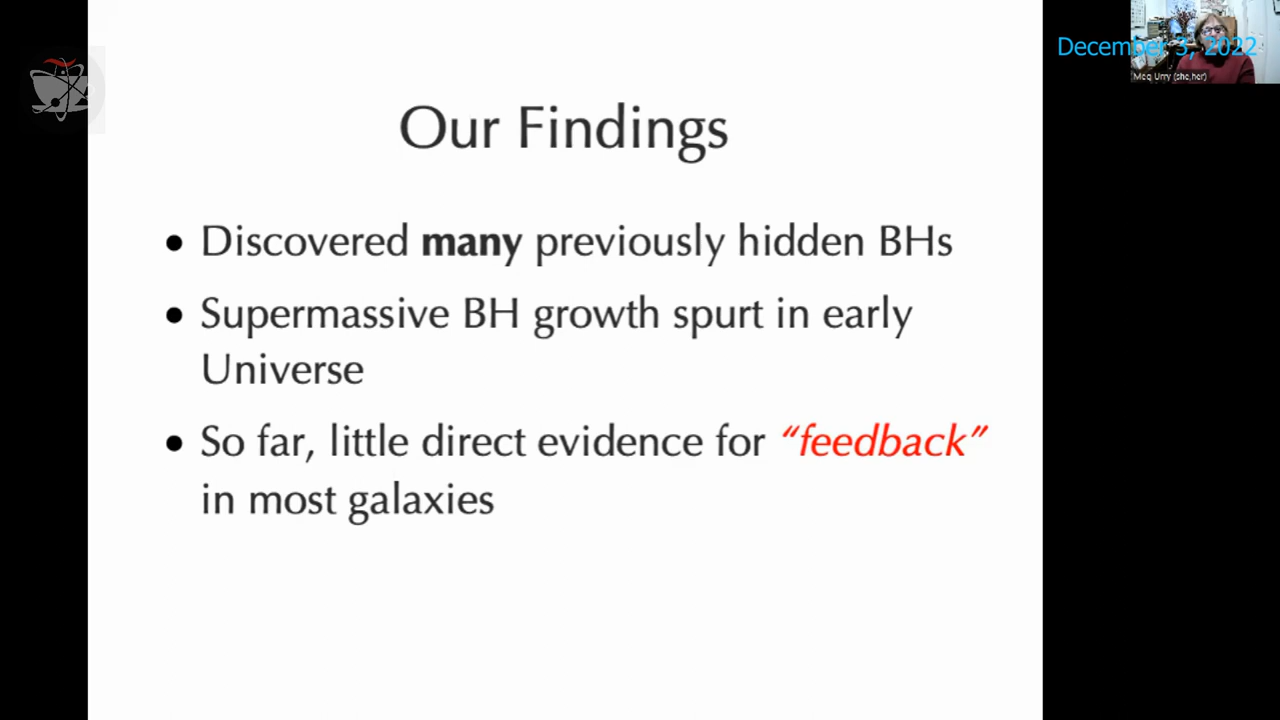 December 3, 2022
Meg Urry (she,her)
Our Findings
• Discovered many previously hidden BHs
• Supermassive BH growth spurt in early
Universe
• So far, little direct evidence for “feedback”
in most galaxies